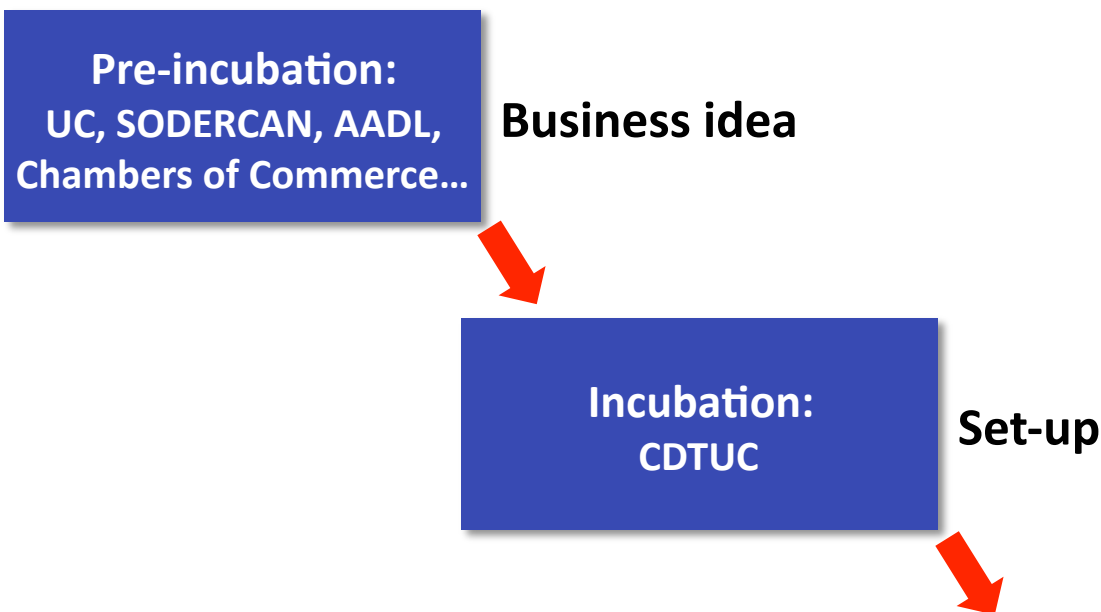 Pre-incubation:
UC, SODERCAN, AADL,
Chambers of Commerce…
Business idea
Incubation:
CDTUC
Set-up